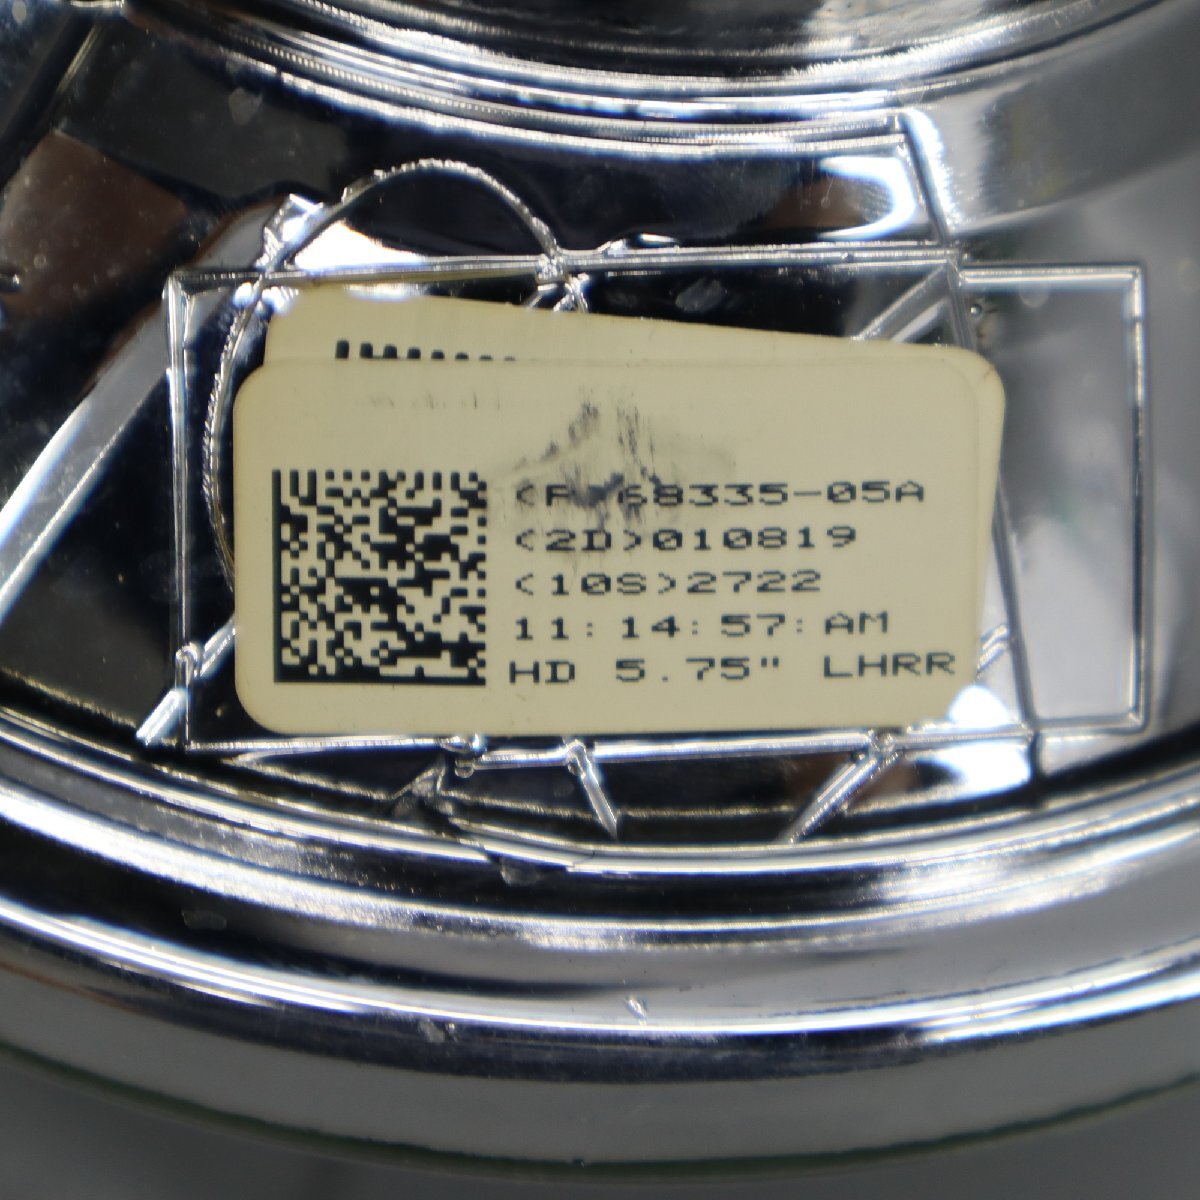 <P>68335-05A
<2D>010819
<10S>2722
11:14:57:AM
HD 5.75" LHRR